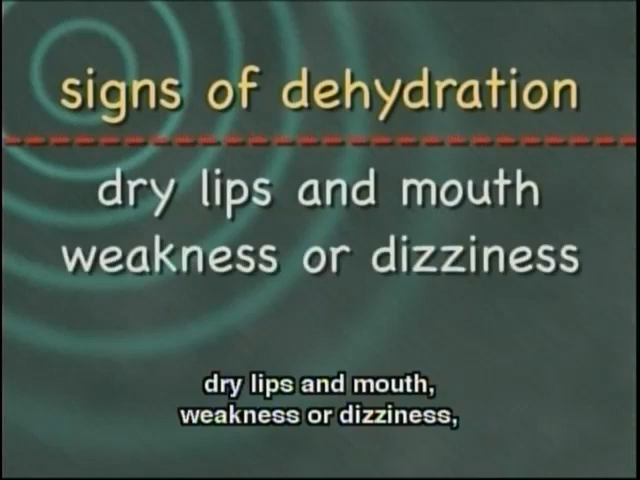 signs of dehydration
dry lips and mouth
weakness or dizziness
dry lips and mouth,
weakness or dizziness,